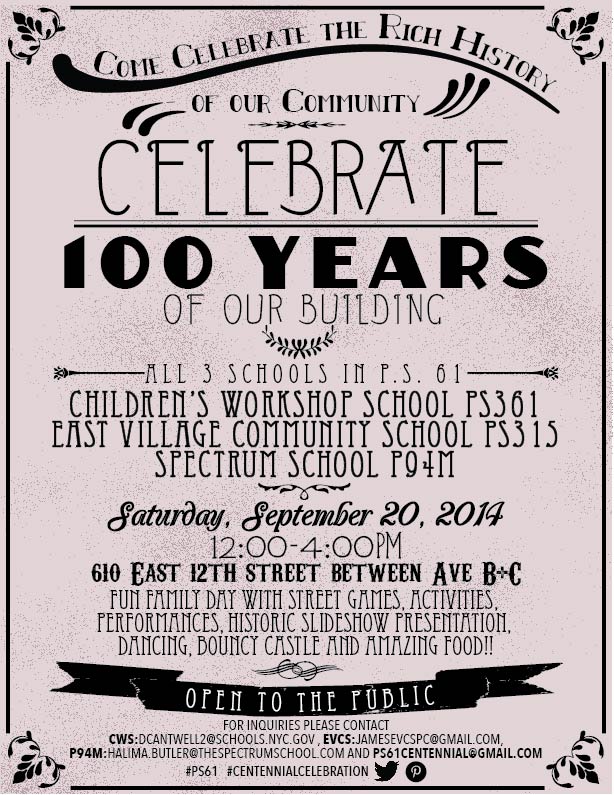 Come Celebrate the Rich History
of our Community
CELEBRATE
100 YEARS
OF OUR BUILDING
ALL 3 SCHOOLS IN P.S. 61
CHILDREN'S WORKSHOP SCHOOL PS361
EAST VILLAGE COMMUNITY SCHOOL PS315
SPECTRUM SCHOOL P94M
Saturday, September 20, 2014
12:00-4:00PM
610 East 12th street between Ave B+C
FUN FAMILY DAY WITH STREET GAMES, ACTIVITIES,
PERFORMANCES, HISTORIC SLIDESHOW PRESENTATION,
DANCING, BOUNCY CASTLE AND AMAZING FOOD!!
OPEN TO THE PUBLIC
FOR INQUIRIES PLEASE CONTACT
CWS:DCANTWELL2@SCHOOLS.NYC.GOV , EVCS:JAMESEVCSPC@GMAIL.COM,
P94M:HALIMA.BUTLER@THESPECTRUMSCHOOL.COM AND PS61CENTENNIAL@GMAIL.COM
#PS61 #CENTENNIALCELEBRATION